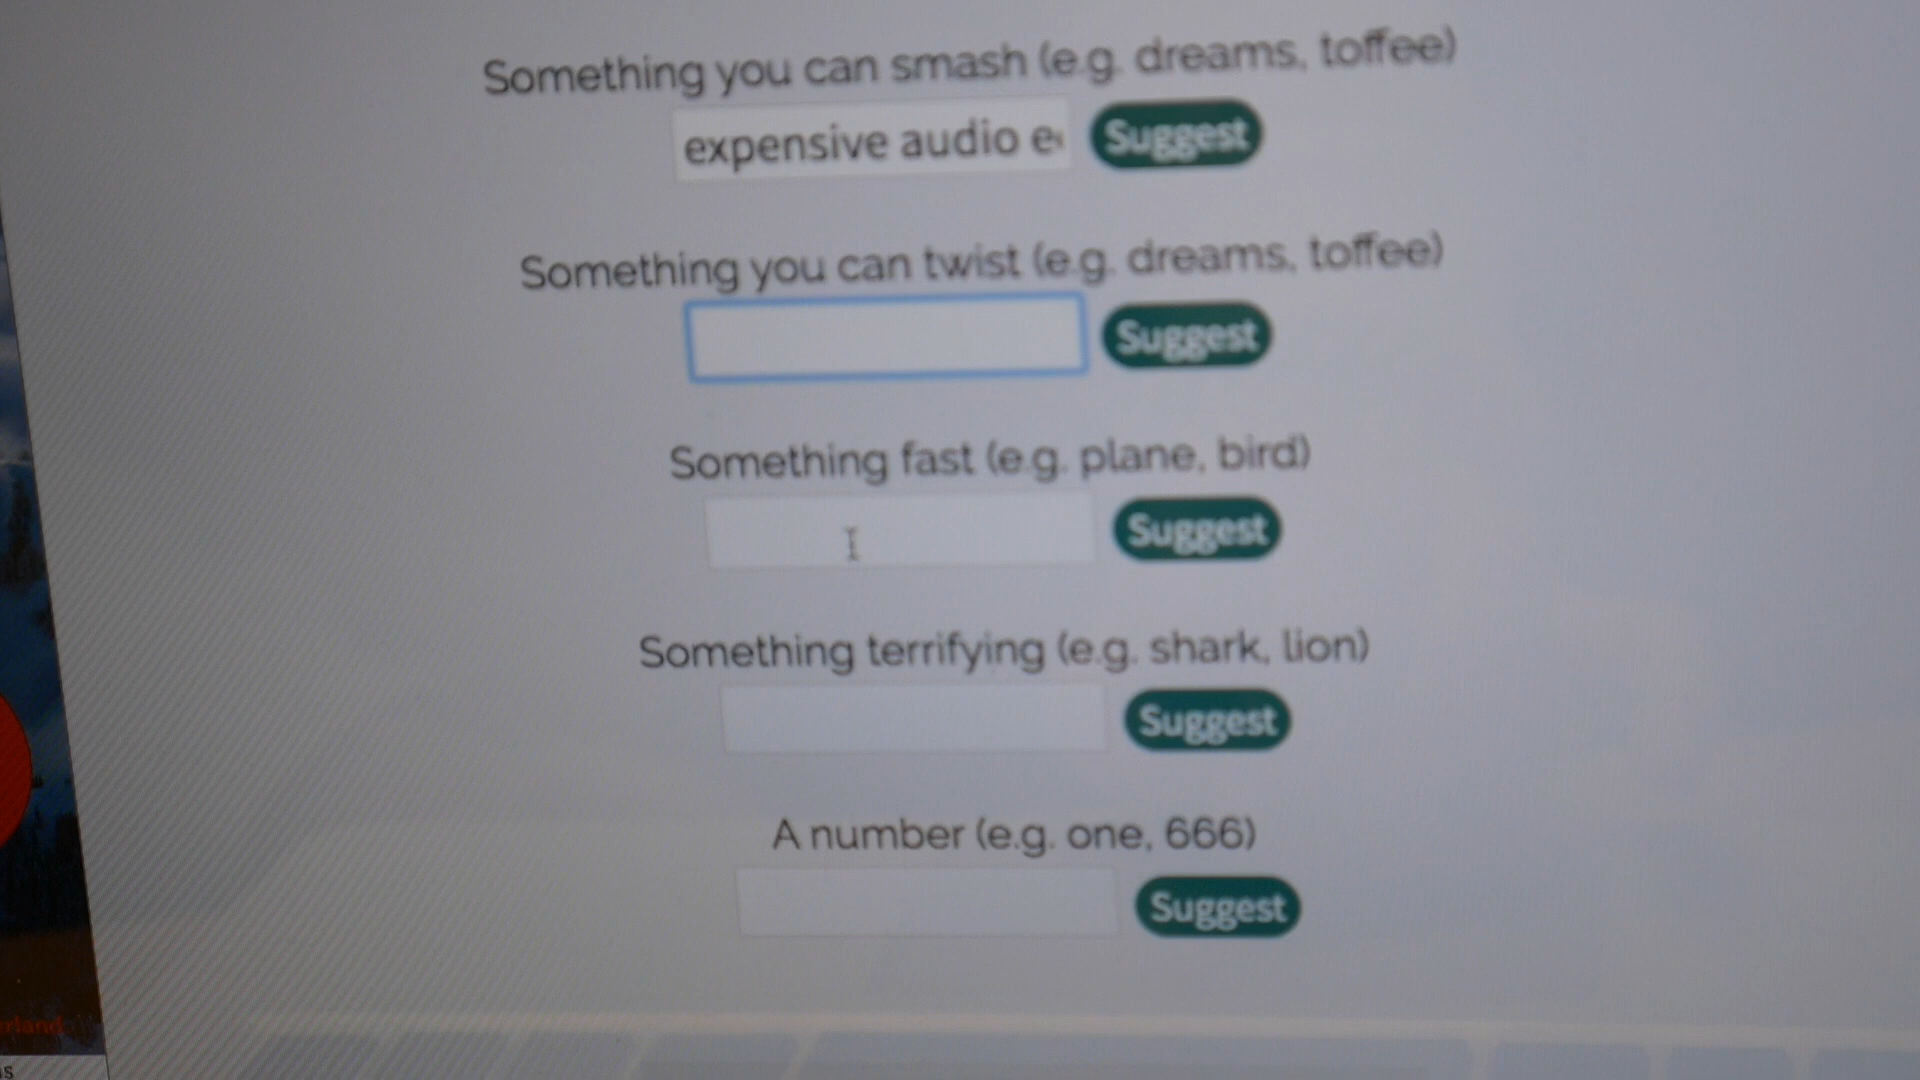 Something you can smash (e.g. dreams, toffee)
expensive audio e
Suggest
Something you can twist (e.g. dreams, toffee)
Suggest
Something fast (e.g. plane, bird)
Suggest
Something terrifying (e.g. shark, lion)
Suggest
A number (e.g. one, 666)
Suggest
erland